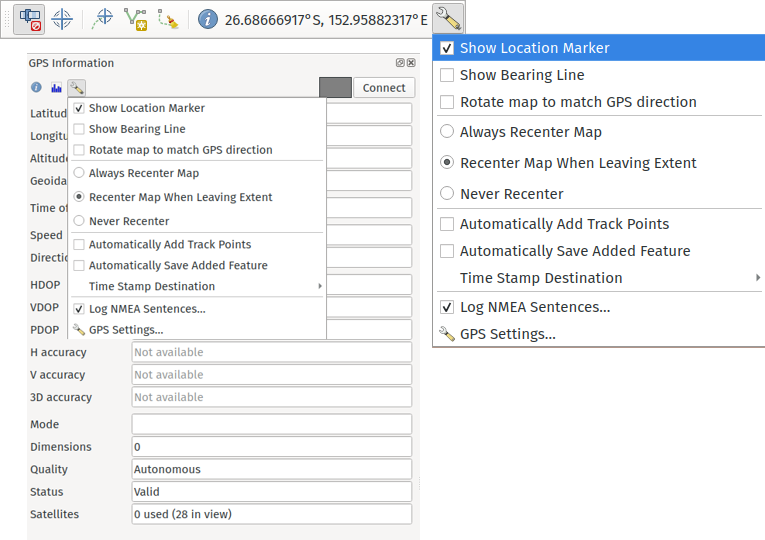 26.68666917°S, 152.95882317°E
Show Location Marker
Show Bearing Line
Rotate map to match GPS direction
Always Recenter Map
Recenter Map When Leaving Extent
Never Recenter
Automatically Add Track Points
Automatically Save Added Feature
Time Stamp Destination
Log NMEA Sentences...
GPS Settings...
GPS Information
Connect
Show Location Marker
Show Bearing Line
Rotate map to match GPS direction
Always Recenter Map
Recenter Map When Leaving Extent
Never Recenter
Automatically Add Track Points
Automatically Save Added Feature
Time Stamp Destination
Log NMEA Sentences...
GPS Settings...
Latitud
Longitu
Altitud
Geoida
Time of
Speed
Directio
HDOP
VDOP
PDOP
H accuracy Not available
V accuracy Not available
3D accuracy Not available
Mode
Dimensions 0
Quality Autonomous
Status Valid
Satellites 0 used (28 in view)